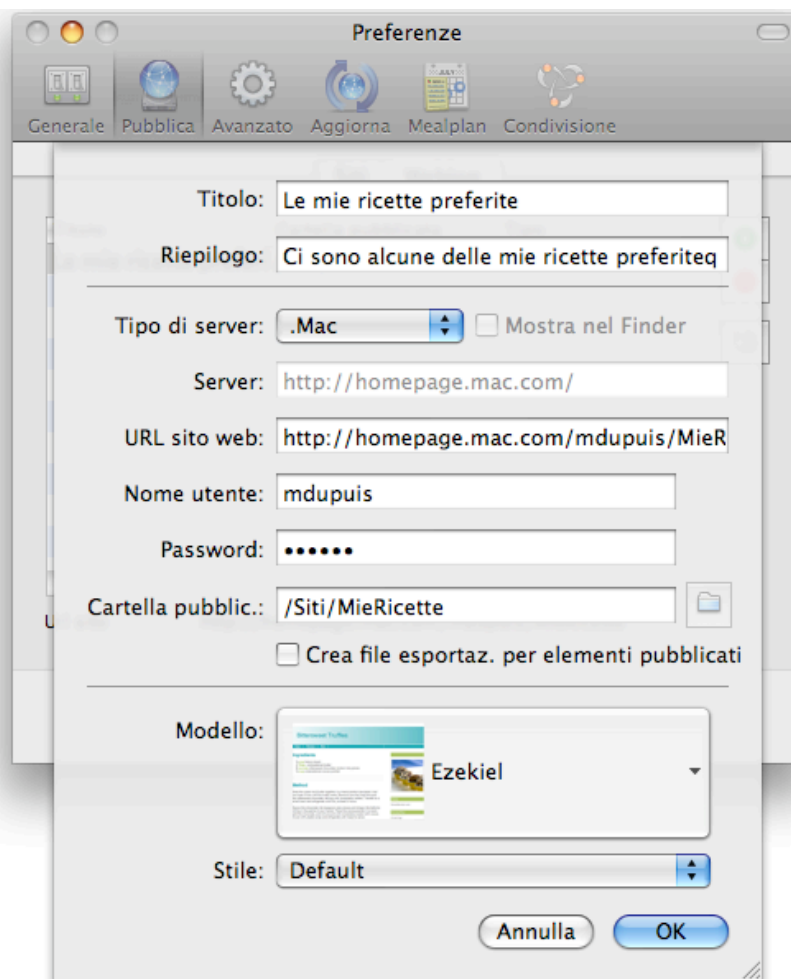 Preferenze
Generale Pubblica Avanzato Aggiorna Mealplan Condivisione
Titolo: Le mie ricette preferite
Riepilogo: Ci sono alcune delle mie ricette preferiteq
Tipo di server: .Mac Mostra nel Finder
Server: http://homepage.mac.com/
URL sito web: http://homepage.mac.com/mdupuis/MieR
Nome utente: mdupuis
Password: ••••••
Cartella pubblic.: /Siti/MieRicette
Crea file esportaz. per elementi pubblicati
Modello: Ezekiel
Stile: Default
Annulla OK